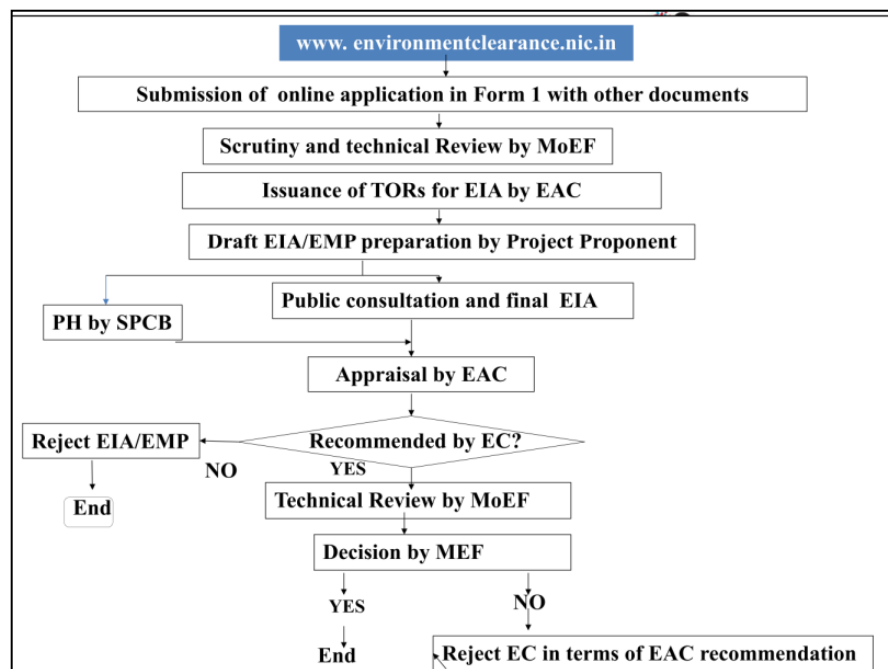 www. environmentclearance.nic.in
Submission of online application in Form 1 with other documents
Scrutiny and technical Review by MoEF
Issuance of TORs for EIA by EAC
Draft EIA/EMP preparation by Project Proponent
Public consultation and final EIA
PH by SPCB
Appraisal by EAC
Recommended by EC?
Reject EIA/EMP
NO
YES
End
Technical Review by MoEF
Decision by MEF
YES
NO
End
Reject EC in terms of EAC recommendation